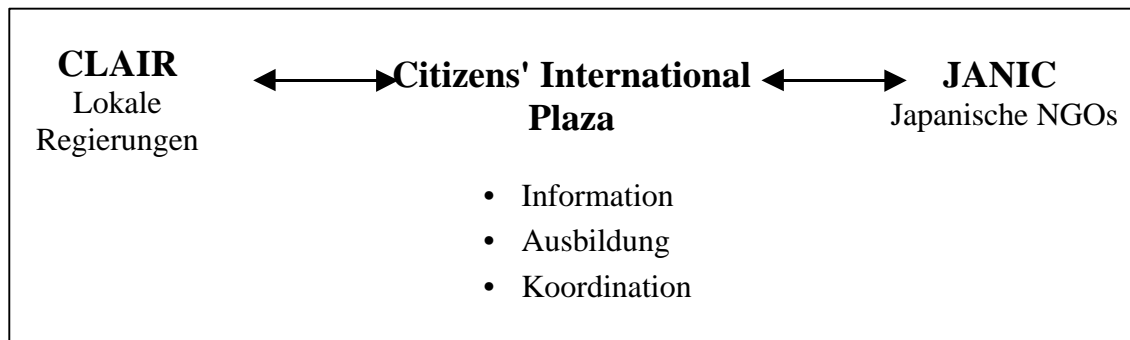 CLAIR
Lokale
Regierungen
Citizens' International
Plaza
• Information
• Ausbildung
• Koordination
JANIC
Japanische NGOs